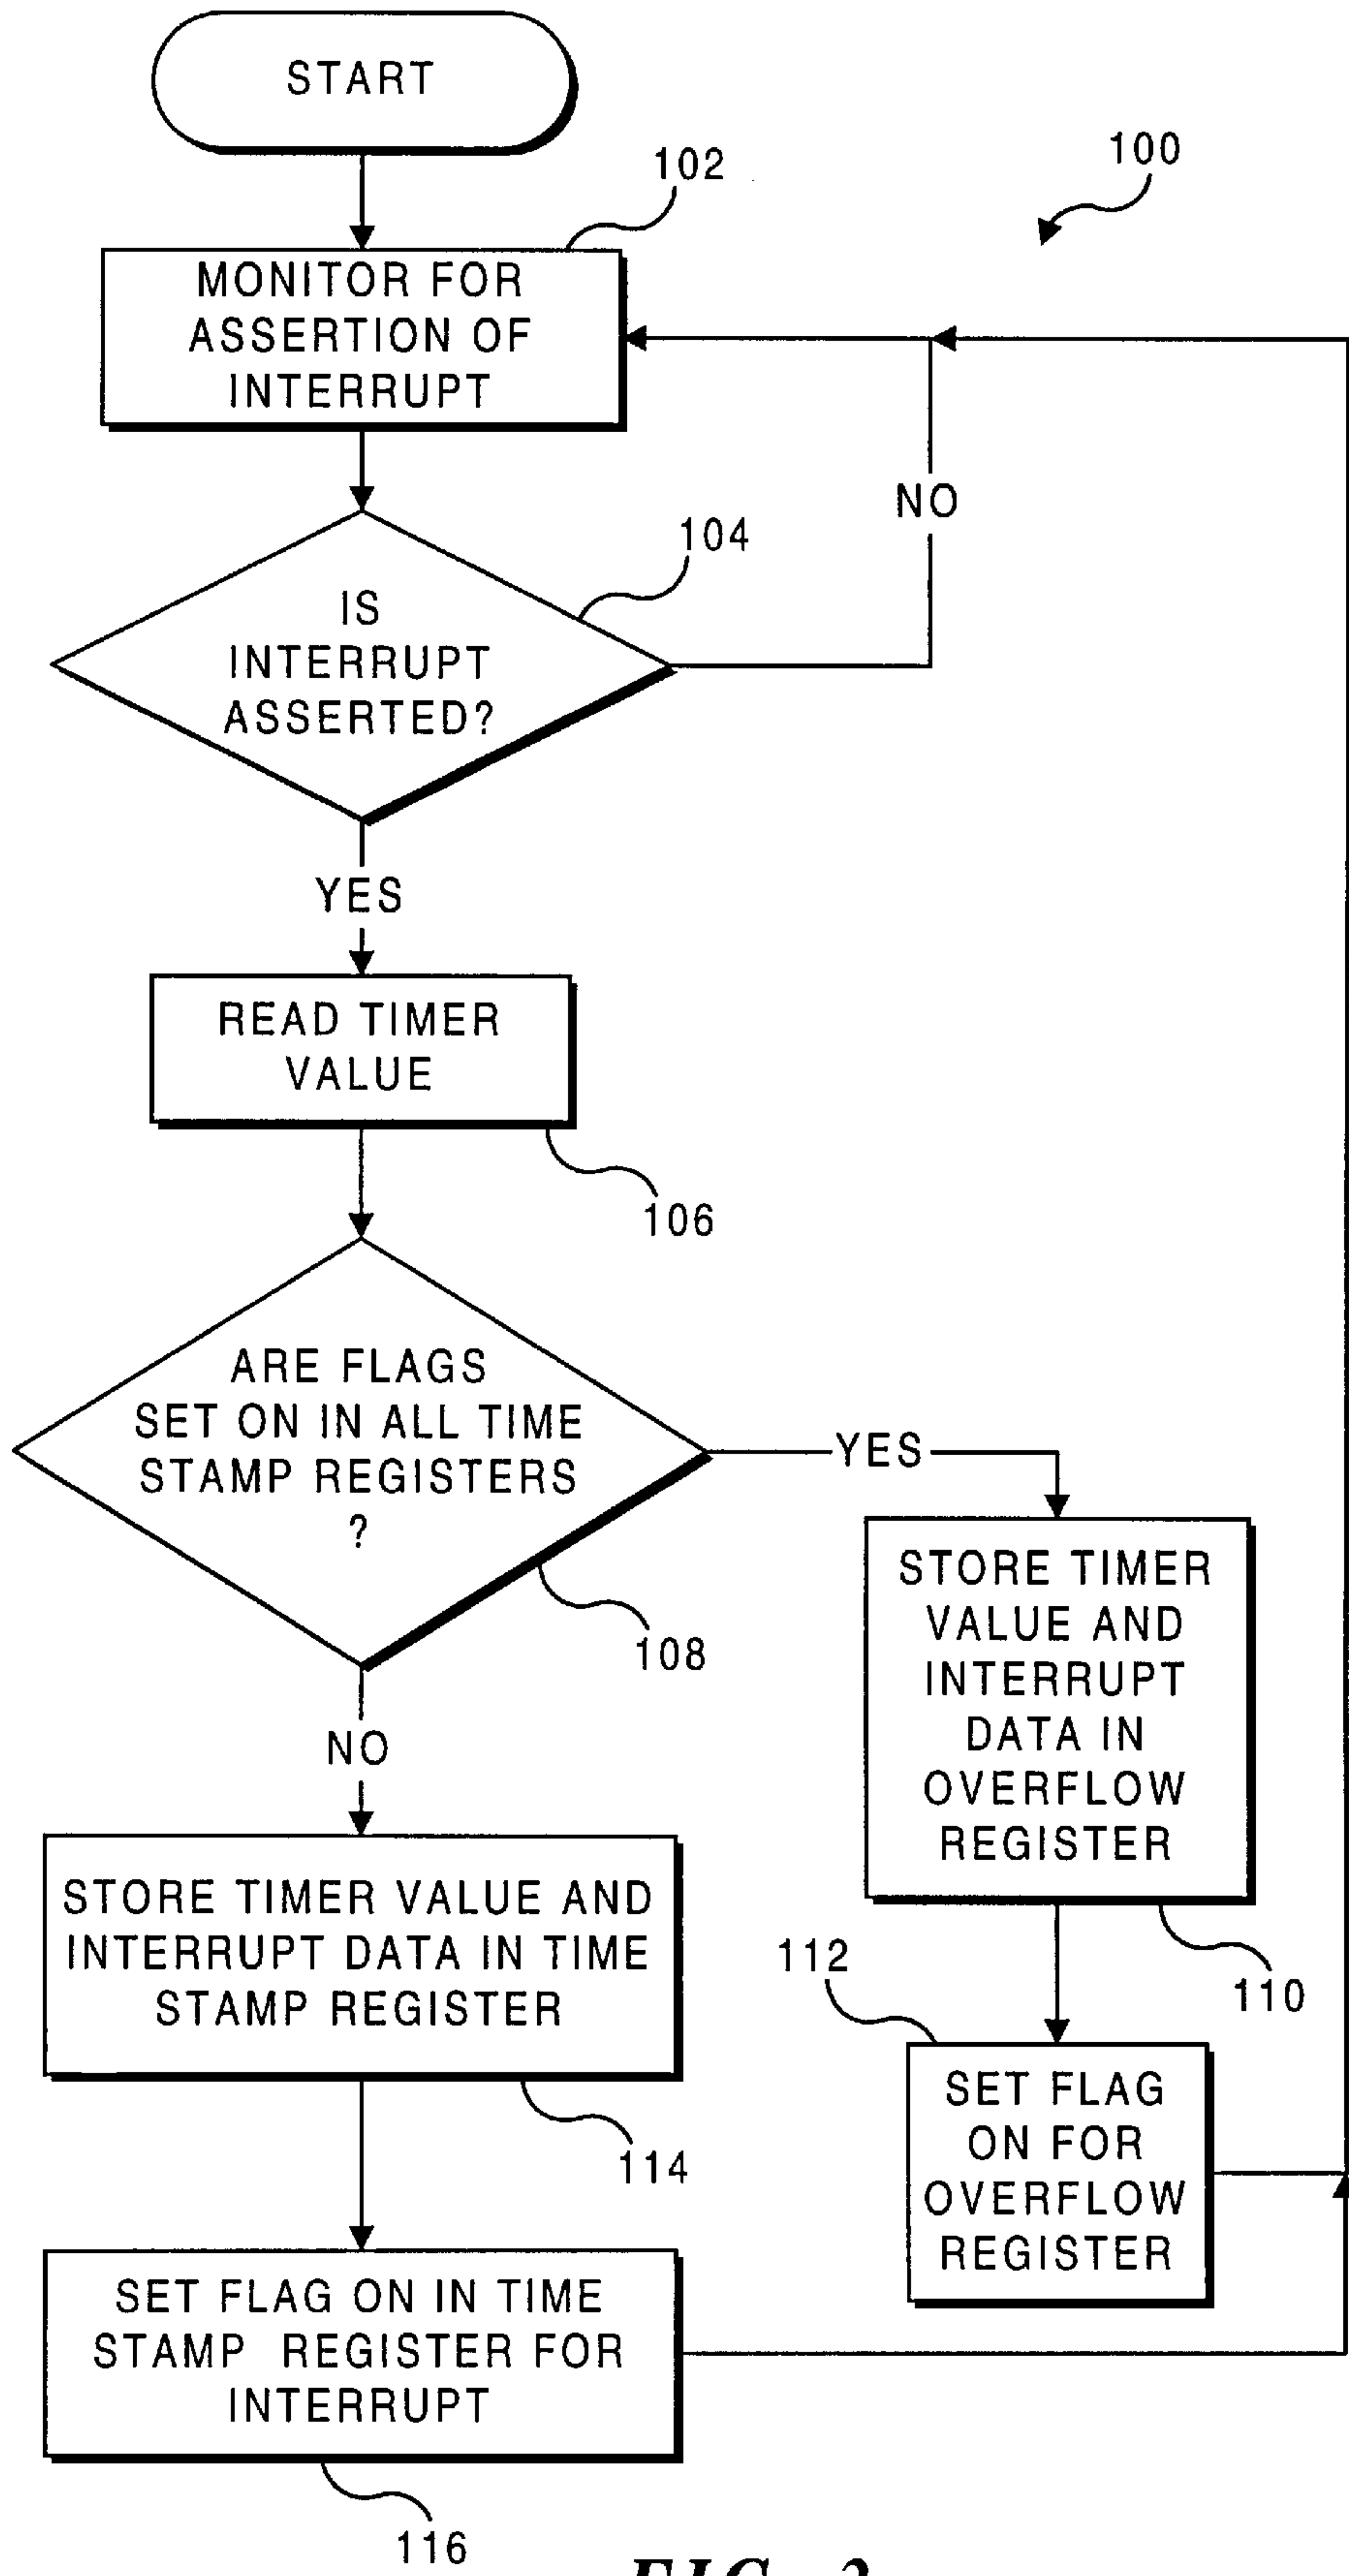 START
102
100
MONITOR FOR
ASSERTION OF
INTERRUPT
NO
104
IS
INTERRUPT
ASSERTED?
YES
READ TIMER
VALUE
106
ARE FLAGS
SET ON IN ALL TIME
STAMP REGISTERS
?
YES
108
STORE TIMER
VALUE AND
INTERRUPT
DATA IN
OVERFLOW
REGISTER
NO
STORE TIMER VALUE AND
INTERRUPT DATA IN TIME
STAMP REGISTER
112
110
114
SET FLAG
ON FOR
OVERFLOW
REGISTER
SET FLAG ON IN TIME
STAMP REGISTER FOR
INTERRUPT
116